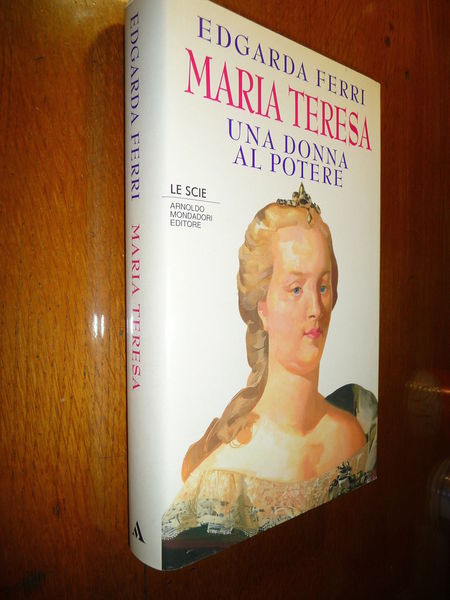 EDGARDA FERRI
MARIA TERESA
UNA DONNA
AL POTERE
LE SCIE
ARNOLDO
MONDADORI
EDITORE
EDGARDA FERRI MARIA TERESA